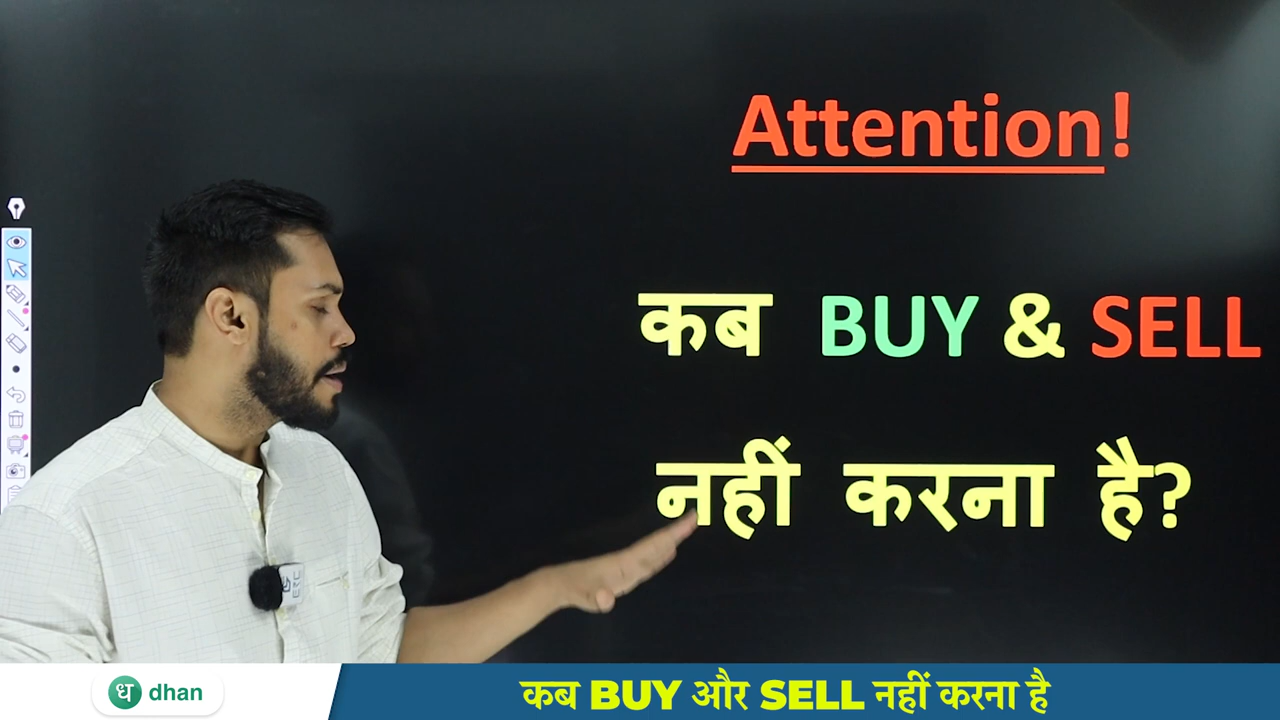 Attention!
कब BUY & SELL
नहीं करना है?
ध dhan
कब BUY और SELL नहीं करना है